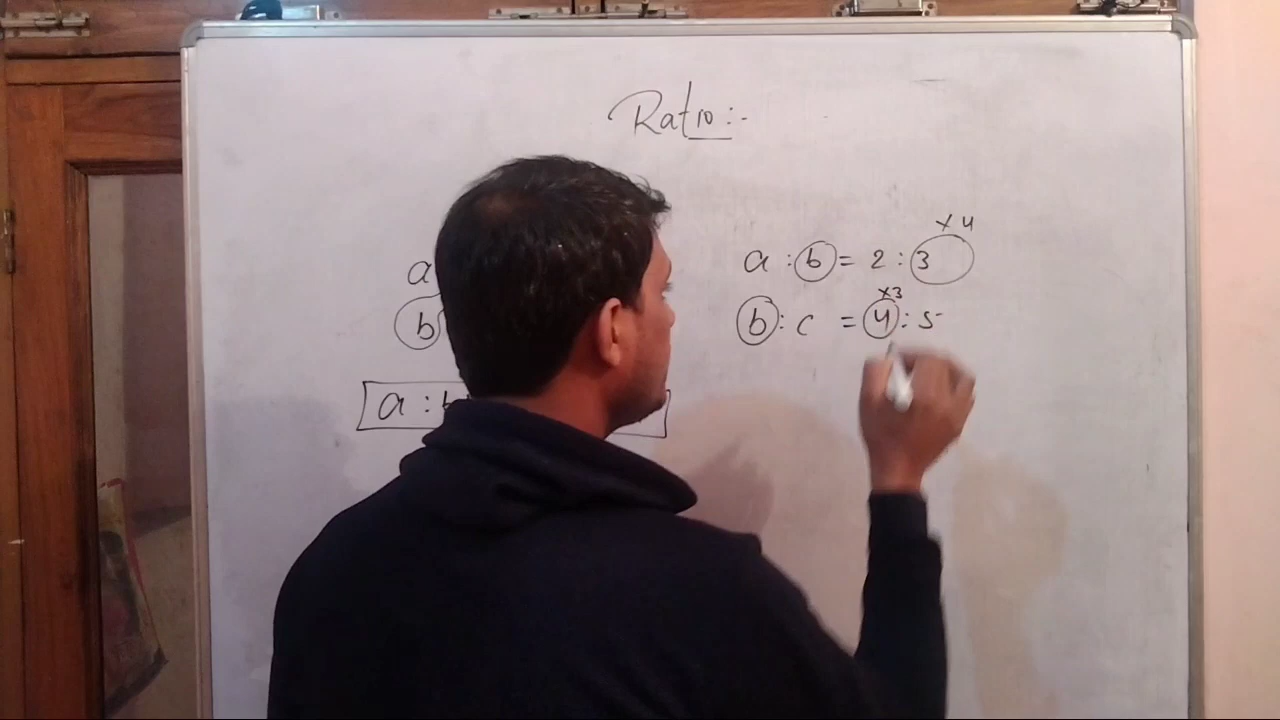 Ratio :-
a
b
a : b
×4
a : b = 2 : 3
×3
b : c = 4 : 5